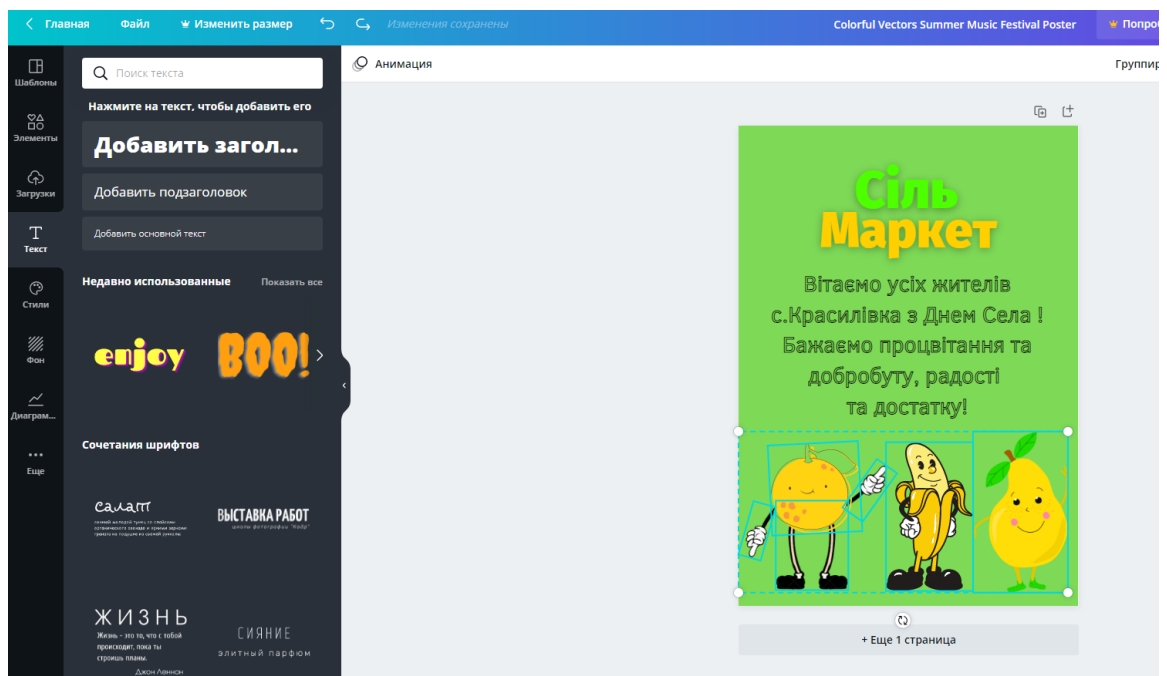 Главная Файл Изменить размер Изменения сохранены Colorful Vectors Summer Music Festival Poster
Анимация
Шаблоны
Элементы
Загрузки
Текст
Стили
Фон
Диаграм...
Еще
Поиск текста
Нажмите на текст, чтобы добавить его
Добавить загол...
Добавить подзаголовок
Добавить основной текст
Недавно использованные Показать все
enjoy BOO!
Сочетания шрифтов
Салат
ВЫСТАВКА РАБОТ
школы фотографии "Кадр"
ЖИЗНЬ
Жизнь – это то, что с тобой
происходит, пока ты
строишь планы.
Джон Леннон
СИЯНИЕ
элитный парфюм
Сіль
Маркет
Вітаємо усіх жителів
с.Красилівка з Днем Села !
Бажаємо процвітання та
добробуту, радості
та достатку!
+ Еще 1 страница